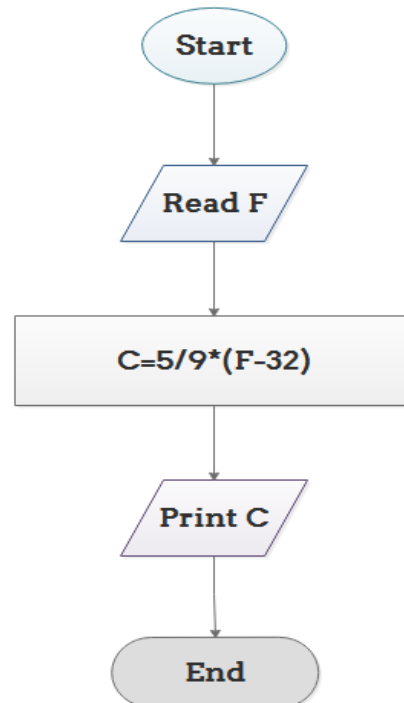 Start
Read F
C=5/9*(F-32)
Print C
End